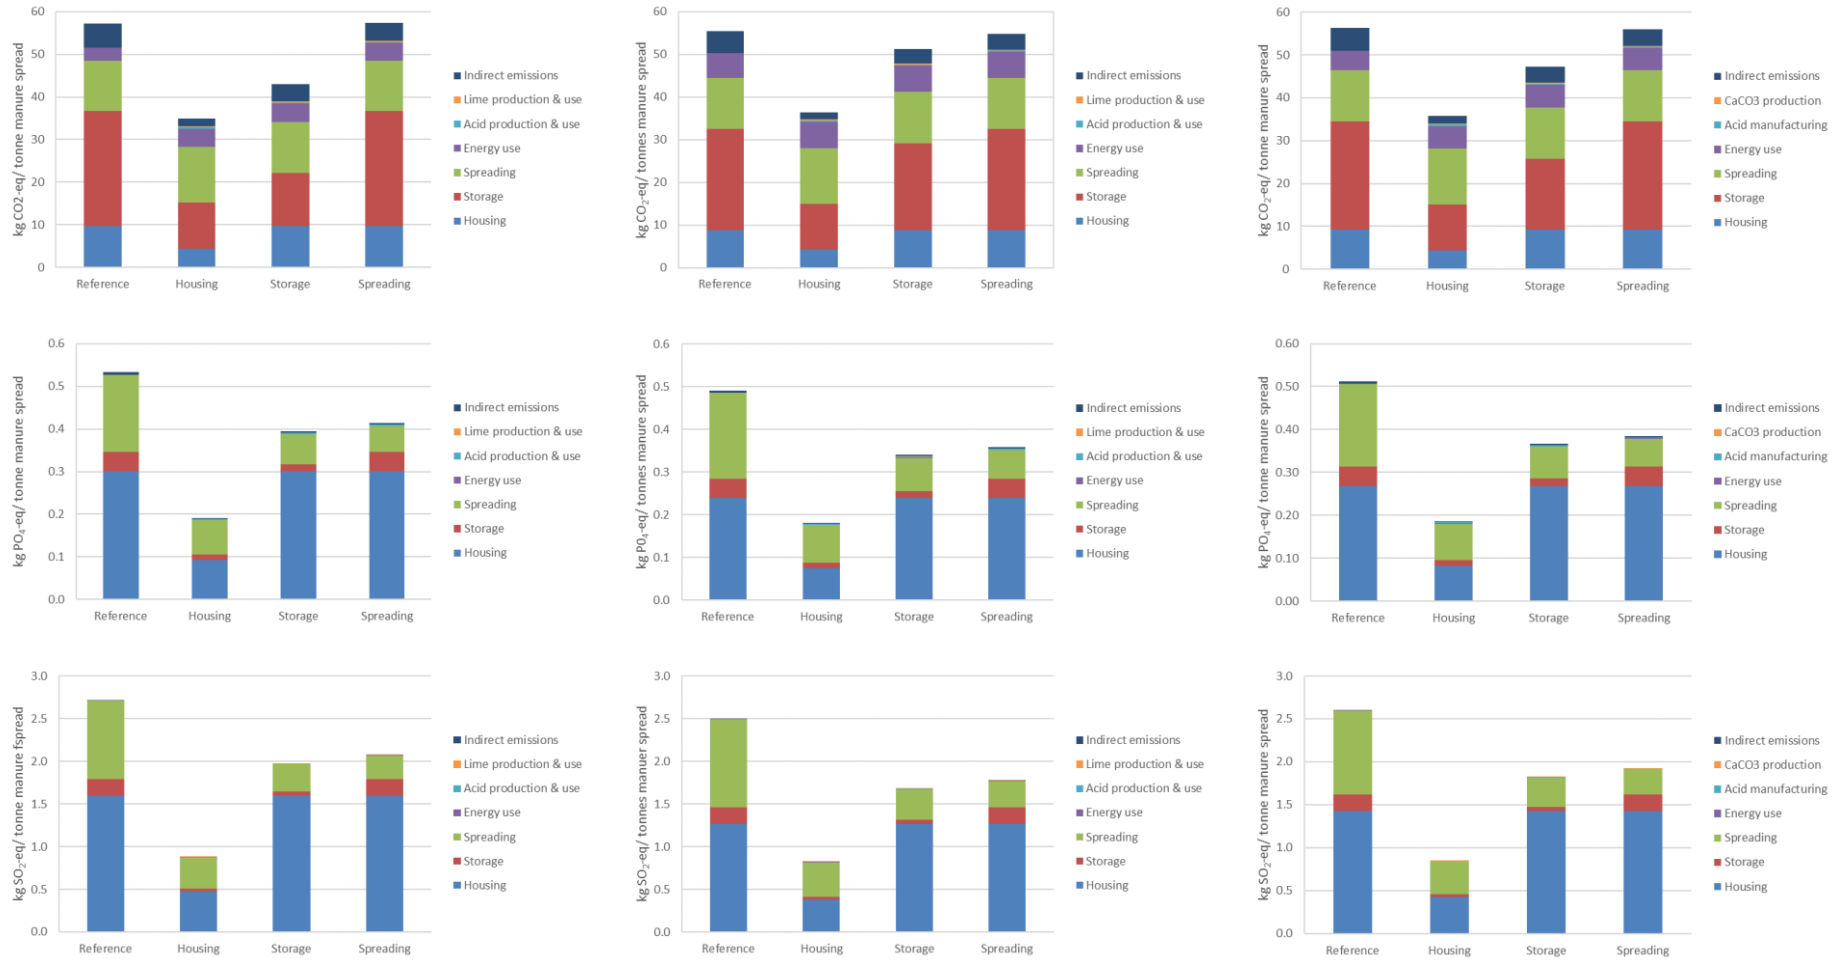 kg CO2-eq/ tonne manure spread
60
50
40
30
20
10
0
Reference Housing Storage Spreading
Indirect emissions
Lime production & use
Acid production & use
Energy use
Spreading
Storage
Housing
kg CO₂-eq/ tonnes manure spread
60
50
40
30
20
10
0
Reference Housing Storage Spreading
Indirect emissions
Lime production & use
Acid production & use
Energy use
Spreading
Storage
Housing
kg CO₂-eq/ tonne manure spread
60
50
40
30
20
10
0
Reference Housing Storage Spreading
Indirect emissions
CaCO3 production
Acid manufacturing
Energy use
Spreading
Storage
Housing
kg PO₄-eq/ tonne manure spread
0.6
0.5
0.4
0.3
0.2
0.1
0.0
Reference Housing Storage Spreading
Indirect emissions
Lime production & use
Acid production & use
Energy use
Spreading
Storage
Housing
kg P0₄-eq/ tonnes manure spread
0.6
0.5
0.4
0.3
0.2
0.1
0.0
Reference Housing Storage Spreading
Indirect emissions
Lime production & use
Acid production & use
Energy use
Spreading
Storage
Housing
kg PO₄-eq/ tonne manure spread
0.60
0.50
0.40
0.30
0.20
0.10
0.00
Reference Housing Storage Spreading
Indirect emissions
CaCO3 production
Acid manufacturing
Energy use
Spreading
Storage
Housing
kg SO₂-eq/ tonne manure fspread
3.0
2.5
2.0
1.5
1.0
0.5
0.0
Reference Housing Storage Spreading
Indirect emissions
Lime production & use
Acid production & use
Energy use
Spreading
Storage
Housing
kg SO₂-eq/ tonnes manuer spread
3.0
2.5
2.0
1.5
1.0
0.5
0.0
Reference Housing Storage Spreading
Indirect emissions
Lime production & use
Acid production & use
Energy use
Spreading
Storage
Housing
kg SO₂-eq/ tonne manure spread
3.0
2.5
2.0
1.5
1.0
0.5
0.0
Reference Housing Storage Spreading
Indirect emissions
CaCO3 production
Acid manufacturing
Energy use
Spreading
Storage
Housing